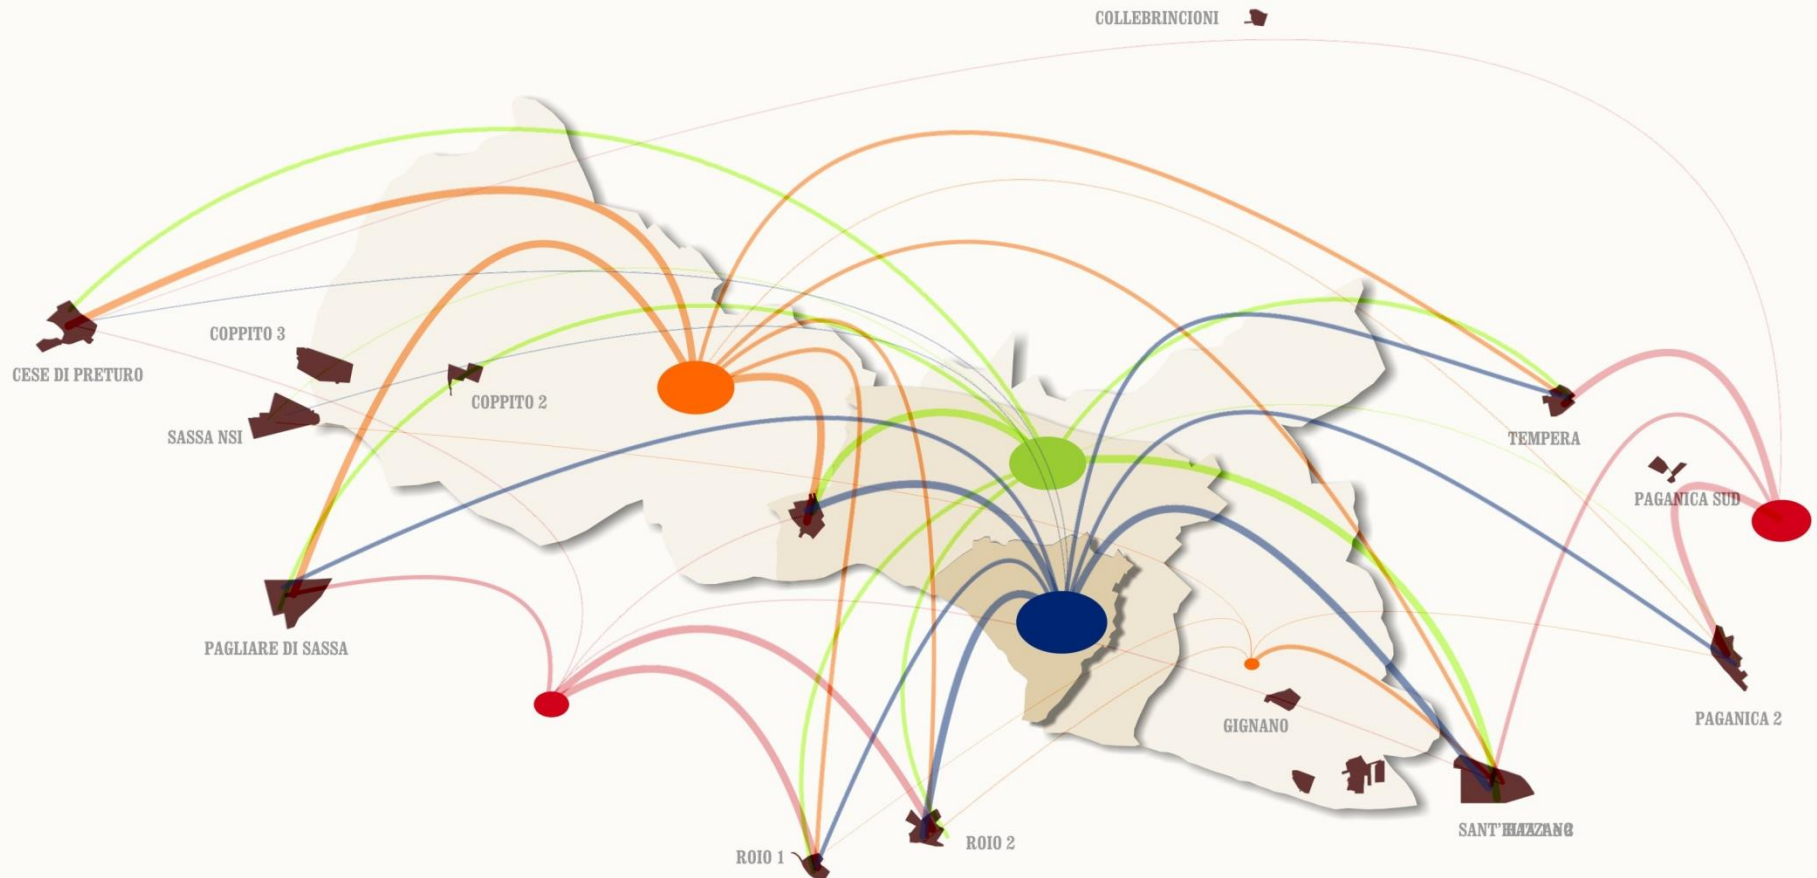 COLLEBRINCIONI
COPPITO 3
CESE DI PRETURO
COPPITO 2
SASSA NSI
TEMPERA
PAGANICA SUD
PAGLIARE DI SASSA
PAGANICA 2
GIGNANO
ROIO 2
ROIO 1